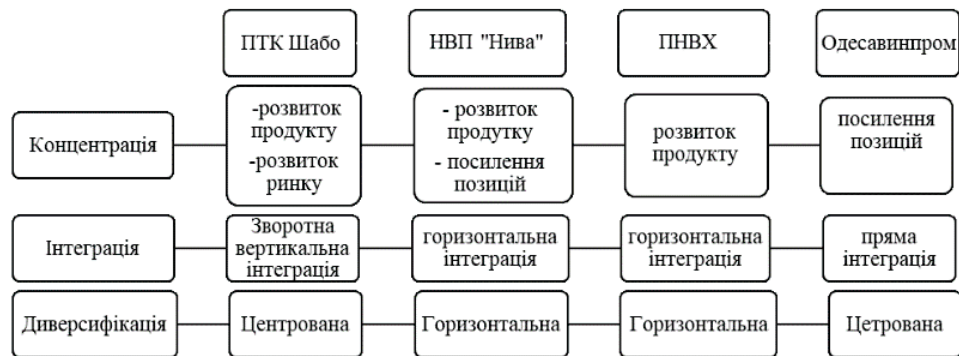 ПТК Шабо
НВП "Нива"
ПНВХ
Одесавинпром
Концентрація
-розвиток
продукту
-розвиток
ринку
- розвиток
продутку
- посилення
позицій
розвиток
продукту
посилення
позицій
Інтеграція
Зворотна
вертикальна
інтеграція
горизонтальна
інтеграція
горизонтальна
інтеграція
пряма
інтеграція
Диверсифікація
Центрована
Горизонтальна
Горизонтальна
Цетрована